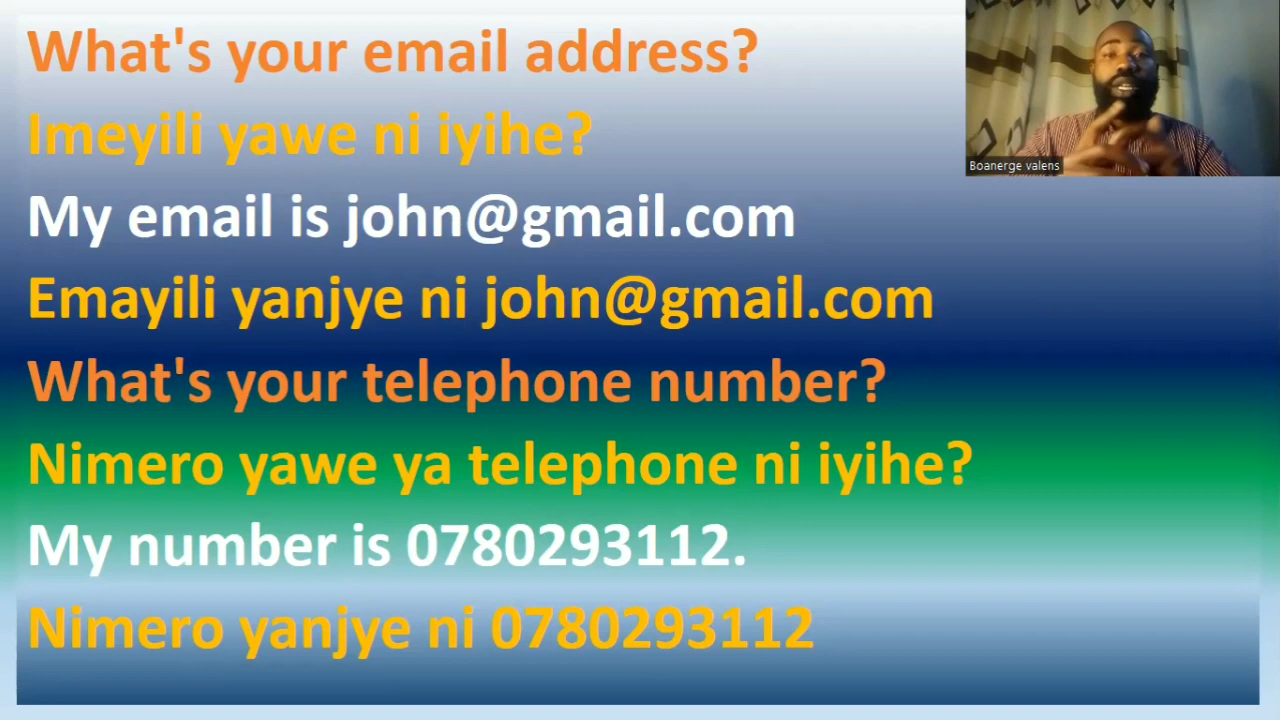 What's your email address?
Imeyili yawe ni iyihe?
My email is john@gmail.com
Emayili yanjye ni john@gmail.com
What's your telephone number?
Nimero yawe ya telephone ni iyihe?
My number is 0780293112.
Nimero yanjye ni 0780293112
Boanerge valens